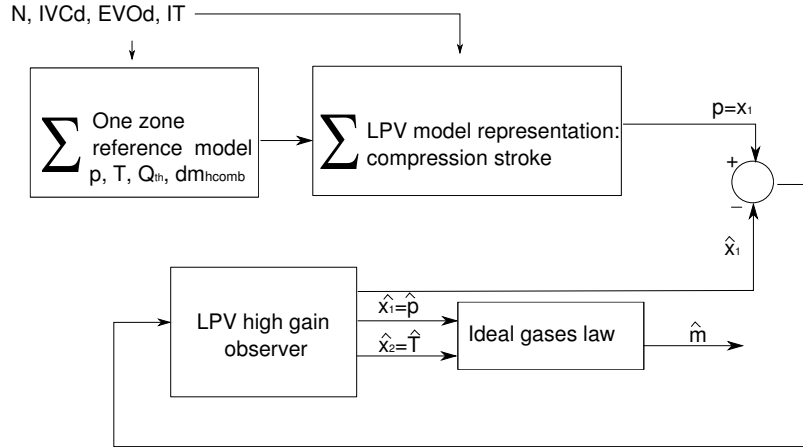 N, IVCd, EVOd, IT
∑ One zone
reference model
p, T, Qth, dmhcomb
∑ LPV model representation:
compression stroke
p=x₁
+
−
x̂₁
LPV high gain
observer
x̂₁=p̂
x̂₂=T̂
Ideal gases law
m̂